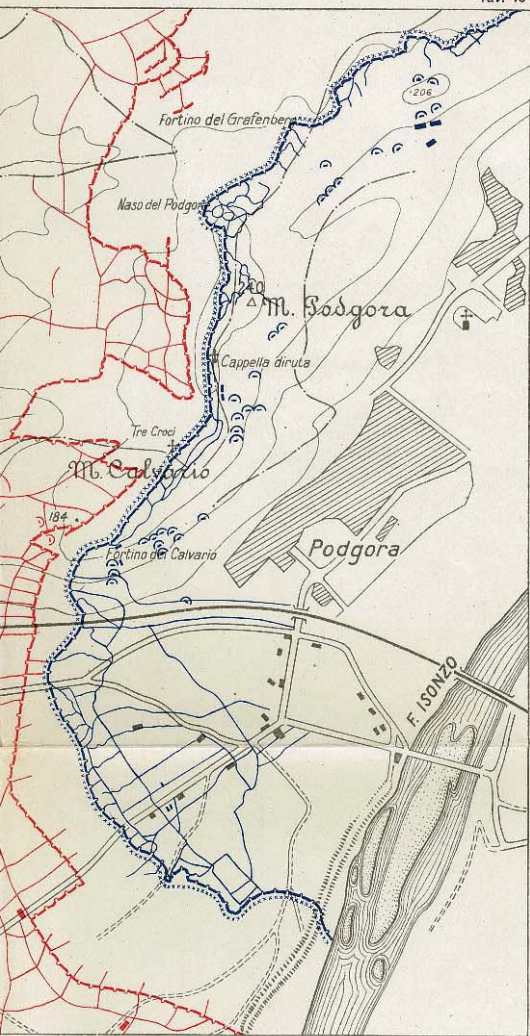 206
Fortino del Grafenberg
Naso del Podgora
240
M. Podgora
Cappella diruta
Tre Croci
M. Calvario
184
Fortino del Calvario
Podgora
F. ISONZO